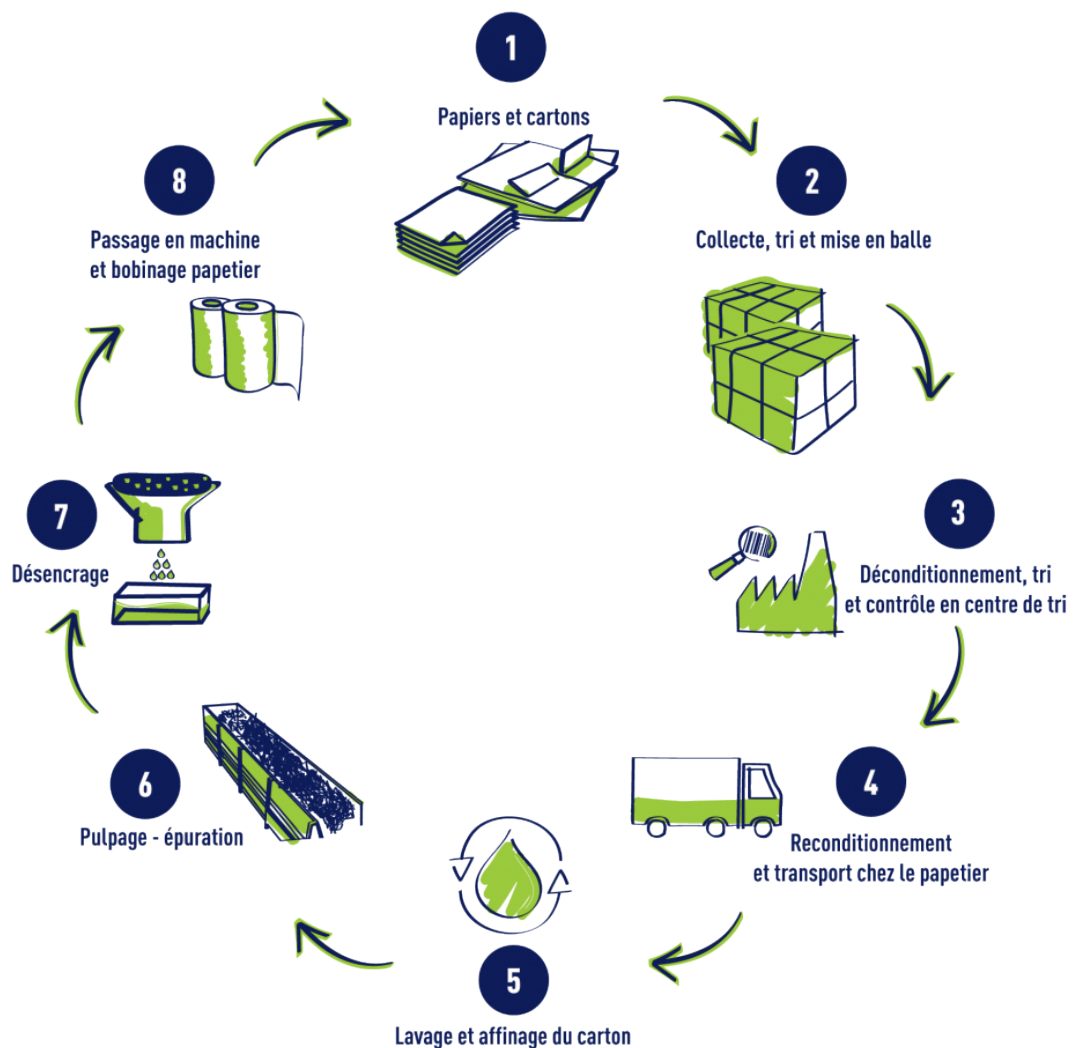 1
Papiers et cartons
2
Collecte, tri et mise en balle
3
Déconditionnement, tri
et contrôle en centre de tri
4
Reconditionnement
et transport chez le papetier
5
Lavage et affinage du carton
6
Pulpage - épuration
7
Désencrage
8
Passage en machine
et bobinage papetier